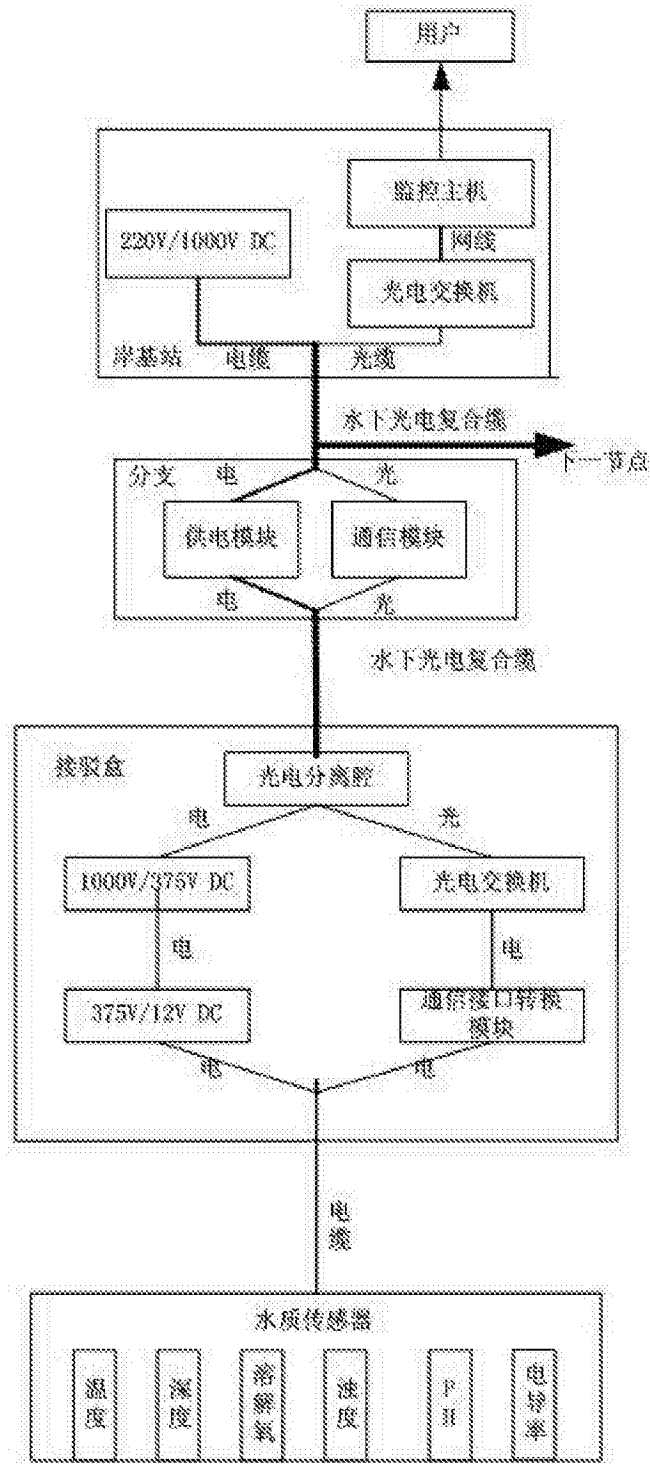 用户
监控主机
220V/1000V DC
网线
光电交换机
岸基站
电缆
光缆
水下光电复合缆
下一节点
分支
电
光
供电模块
通信模块
电
光
水下光电复合缆
接驳盒
光电分离腔
电
光
1000V/375V DC
光电交换机
电
电
375V/12V DC
通信接口转换
模块
电
电
电缆
水质传感器
温度
深度
溶解氧
浊度
PH
电导率